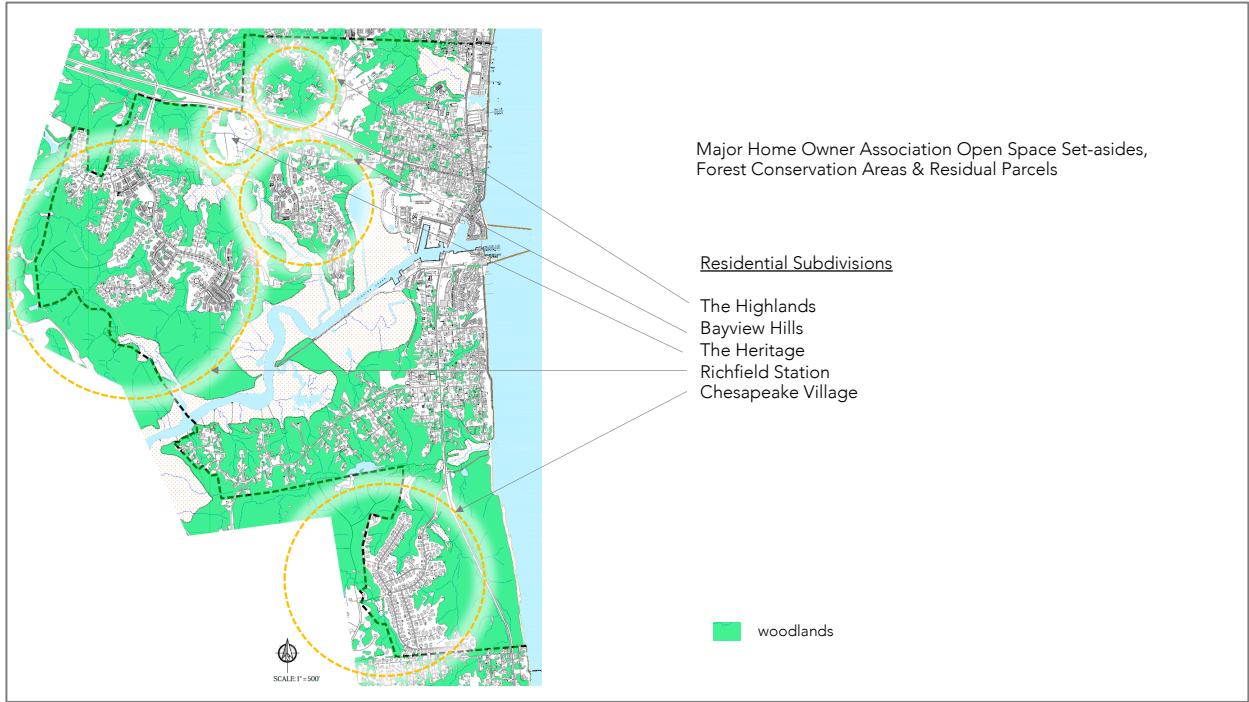 Major Home Owner Association Open Space Set-asides,
Forest Conservation Areas & Residual Parcels
Residential Subdivisions
The Highlands
Bayview Hills
The Heritage
Richfield Station
Chesapeake Village
woodlands
SCALE: 1" = 500'